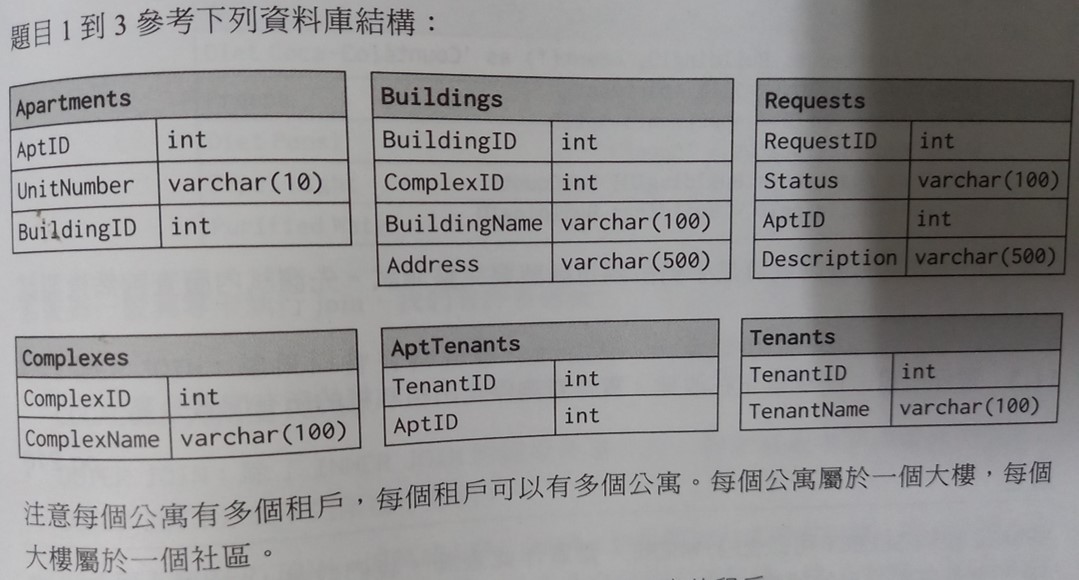 題目 1 到 3 參考下列資料庫結構：
Apartments
AptID int
UnitNumber varchar(10)
BuildingID int
Buildings
BuildingID int
ComplexID int
BuildingName varchar(100)
Address varchar(500)
Requests
RequestID int
Status varchar(100)
AptID int
Description varchar(500)
Complexes
ComplexID int
ComplexName varchar(100)
AptTenants
TenantID int
AptID int
Tenants
TenantID int
TenantName varchar(100)
注意每個公寓有多個租戶，每個租戶可以有多個公寓。每個公寓屬於一個大樓，每個
大樓屬於一個社區。